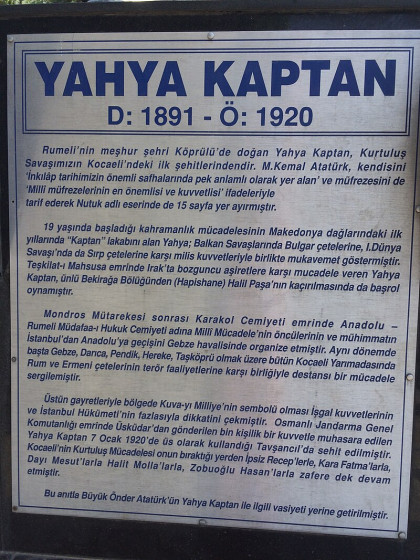 YAHYA KAPTAN
D: 1891 - Ö: 1920
Rumeli'nin meşhur şehri Köprülü'de doğan Yahya Kaptan, Kurtuluş
Savaşımızın Kocaeli'ndeki ilk şehitlerindendir. M.Kemal Atatürk, kendisini
'İnkılâp tarihimizin önemli safhalarında pek anlamlı olarak yer alan' ve müfrezesini de
'Milli müfrezelerinin en önemlisi ve kuvvetlisi' ifadeleriyle
tarif ederek Nutuk adlı eserinde de 15 sayfa yer ayırmıştır.
19 yaşında başladığı kahramanlık mücadelesinin Makedonya dağlarındaki ilk
yıllarında "Kaptan" lakabını alan Yahya; Balkan Savaşlarında Bulgar çetelerine, I.Dünya
Savaşı'nda da Sırp çetelerine karşı milis kuvvetleriyle birlikte mukavemet göstermiştir.
Teşkilat-ı Mahsusa emrinde Irak'ta bozguncu aşiretlere karşı mucadele veren Yahya
Kaptan, ünlü Bekirağa Bölüğünden (Hapishane) Halil Paşa'nın kaçırılmasında da başrol
oynamıştır.
Mondros Mütarekesi sonrası Karakol Cemiyeti emrinde Anadolu –
Rumeli Müdafaa-i Hukuk Cemiyeti adına Milli Mücadele'nin öncülerinin ve mühimmatın
İstanbul'dan Anadolu'ya geçişini Gebze havalisinde organize etmiştir. Aynı dönemde
başta Gebze, Darıca, Pendik, Hereke, Taşköprü olmak üzere bütün Kocaeli Yarımadasında
Rum ve Ermeni çetelerinin terör faaliyetlerine karşı birliğiyle destansı bir mücadele
sergilemiştir.
Üstün gayretleriyle bölgede Kuva-yı Milliye'nin sembolü olması İşgal kuvvetlerinin
ve İstanbul Hükümeti'nin fazlasıyla dikkatini çekmiştir. Osmanlı Jandarma Genel
Komutanlığı emrinde Üsküdar'dan gönderilen bin kişilik bir kuvvetle muhasara edilen
Yahya Kaptan 7 Ocak 1920'de üs olarak kullandığı Tavşancıl'da şehit edilmiştir.
Kocaeli'nin Kurtuluş Mücadelesi onun bıraktığı yerden İpsiz Recep'lerle, Kara Fatma'larla,
Dayı Mesut'larla Halit Molla'larla, Zobuoğlu Hasan'larla zafere dek devam
etmiştir.
Bu anıtla Büyük Önder Atatürk'ün Yahya Kaptan ile ilgili vasiyeti yerine getirilmiştir.